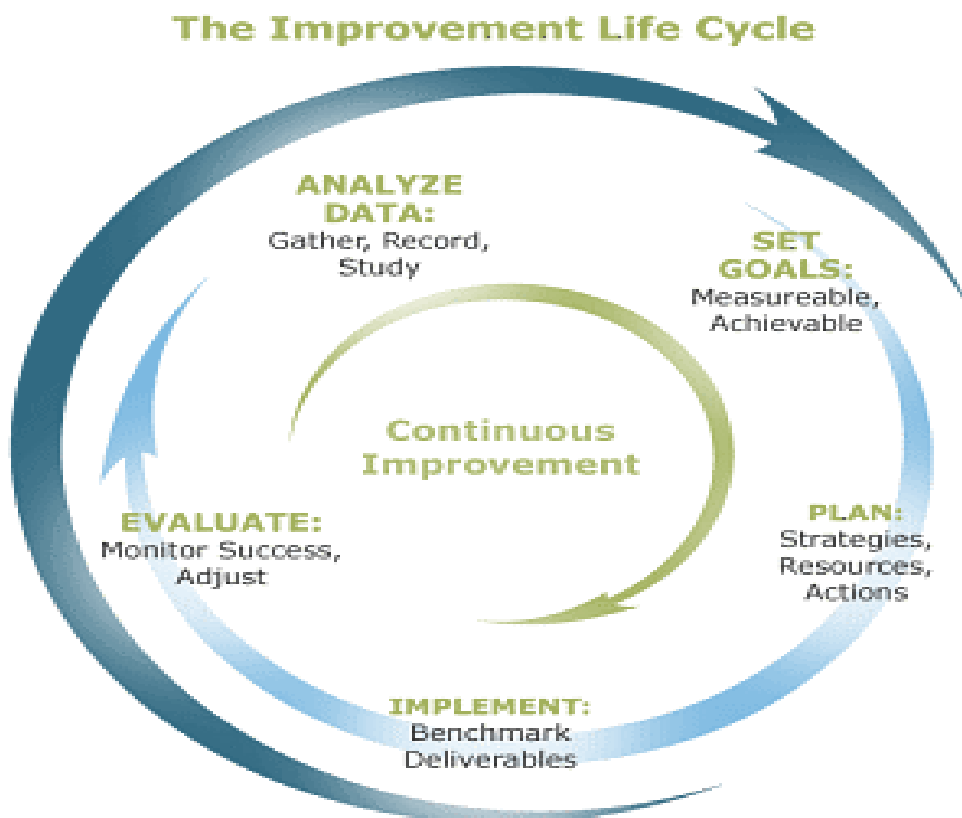 The Improvement Life Cycle
ANALYZE
DATA:
Gather, Record,
Study
SET
GOALS:
Measureable,
Achievable
PLAN:
Strategies,
Resources,
Actions
IMPLEMENT:
Benchmark
Deliverables
EVALUATE:
Monitor Success,
Adjust
Continuous
Improvement